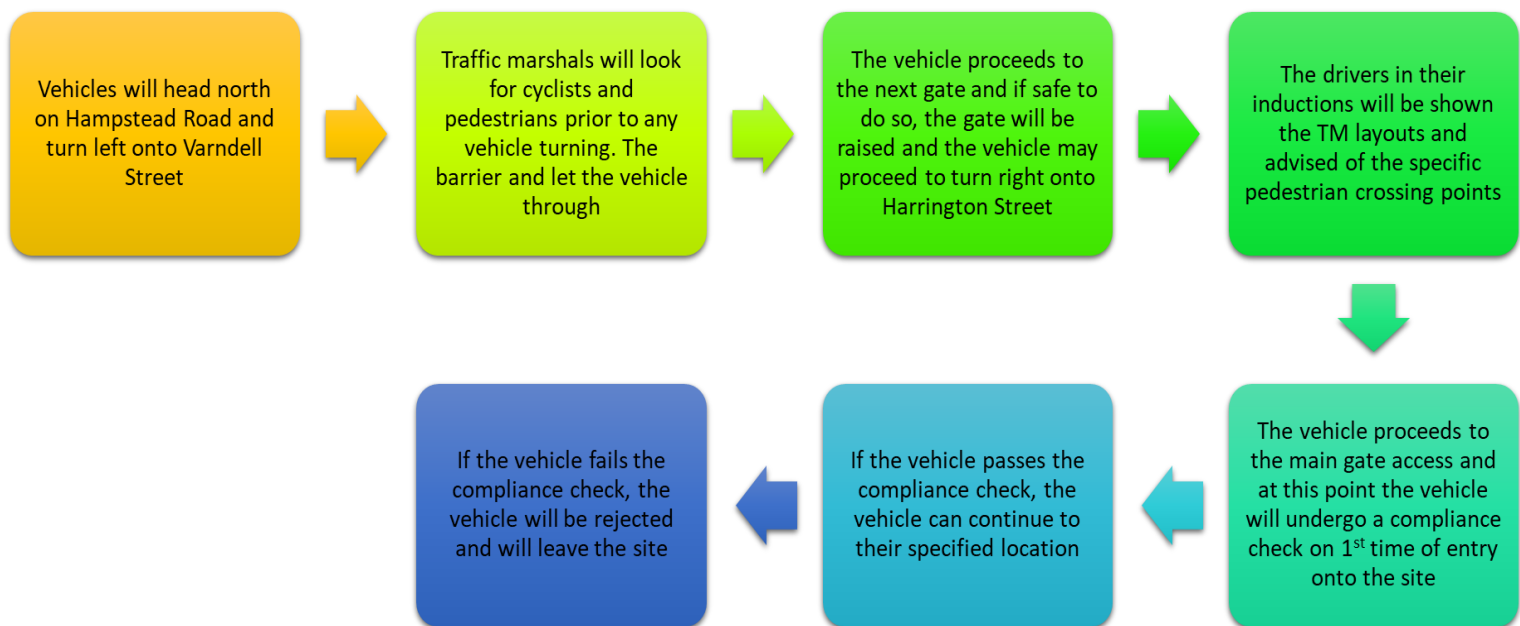 Vehicles will head north
on Hampstead Road and
turn left onto Varndell
Street
Traffic marshals will look
for cyclists and
pedestrians prior to any
vehicle turning. The
barrier and let the vehicle
through
The vehicle proceeds to
the next gate and if safe to
do so, the gate will be
raised and the vehicle may
proceed to turn right onto
Harrington Street
The drivers in their
inductions will be shown
the TM layouts and
advised of the specific
pedestrian crossing points
The vehicle proceeds to
the main gate access and
at this point the vehicle
will undergo a compliance
check on 1st time of entry
onto the site
If the vehicle passes the
compliance check, the
vehicle can continue to
their specified location
If the vehicle fails the
compliance check, the
vehicle will be rejected
and will leave the site